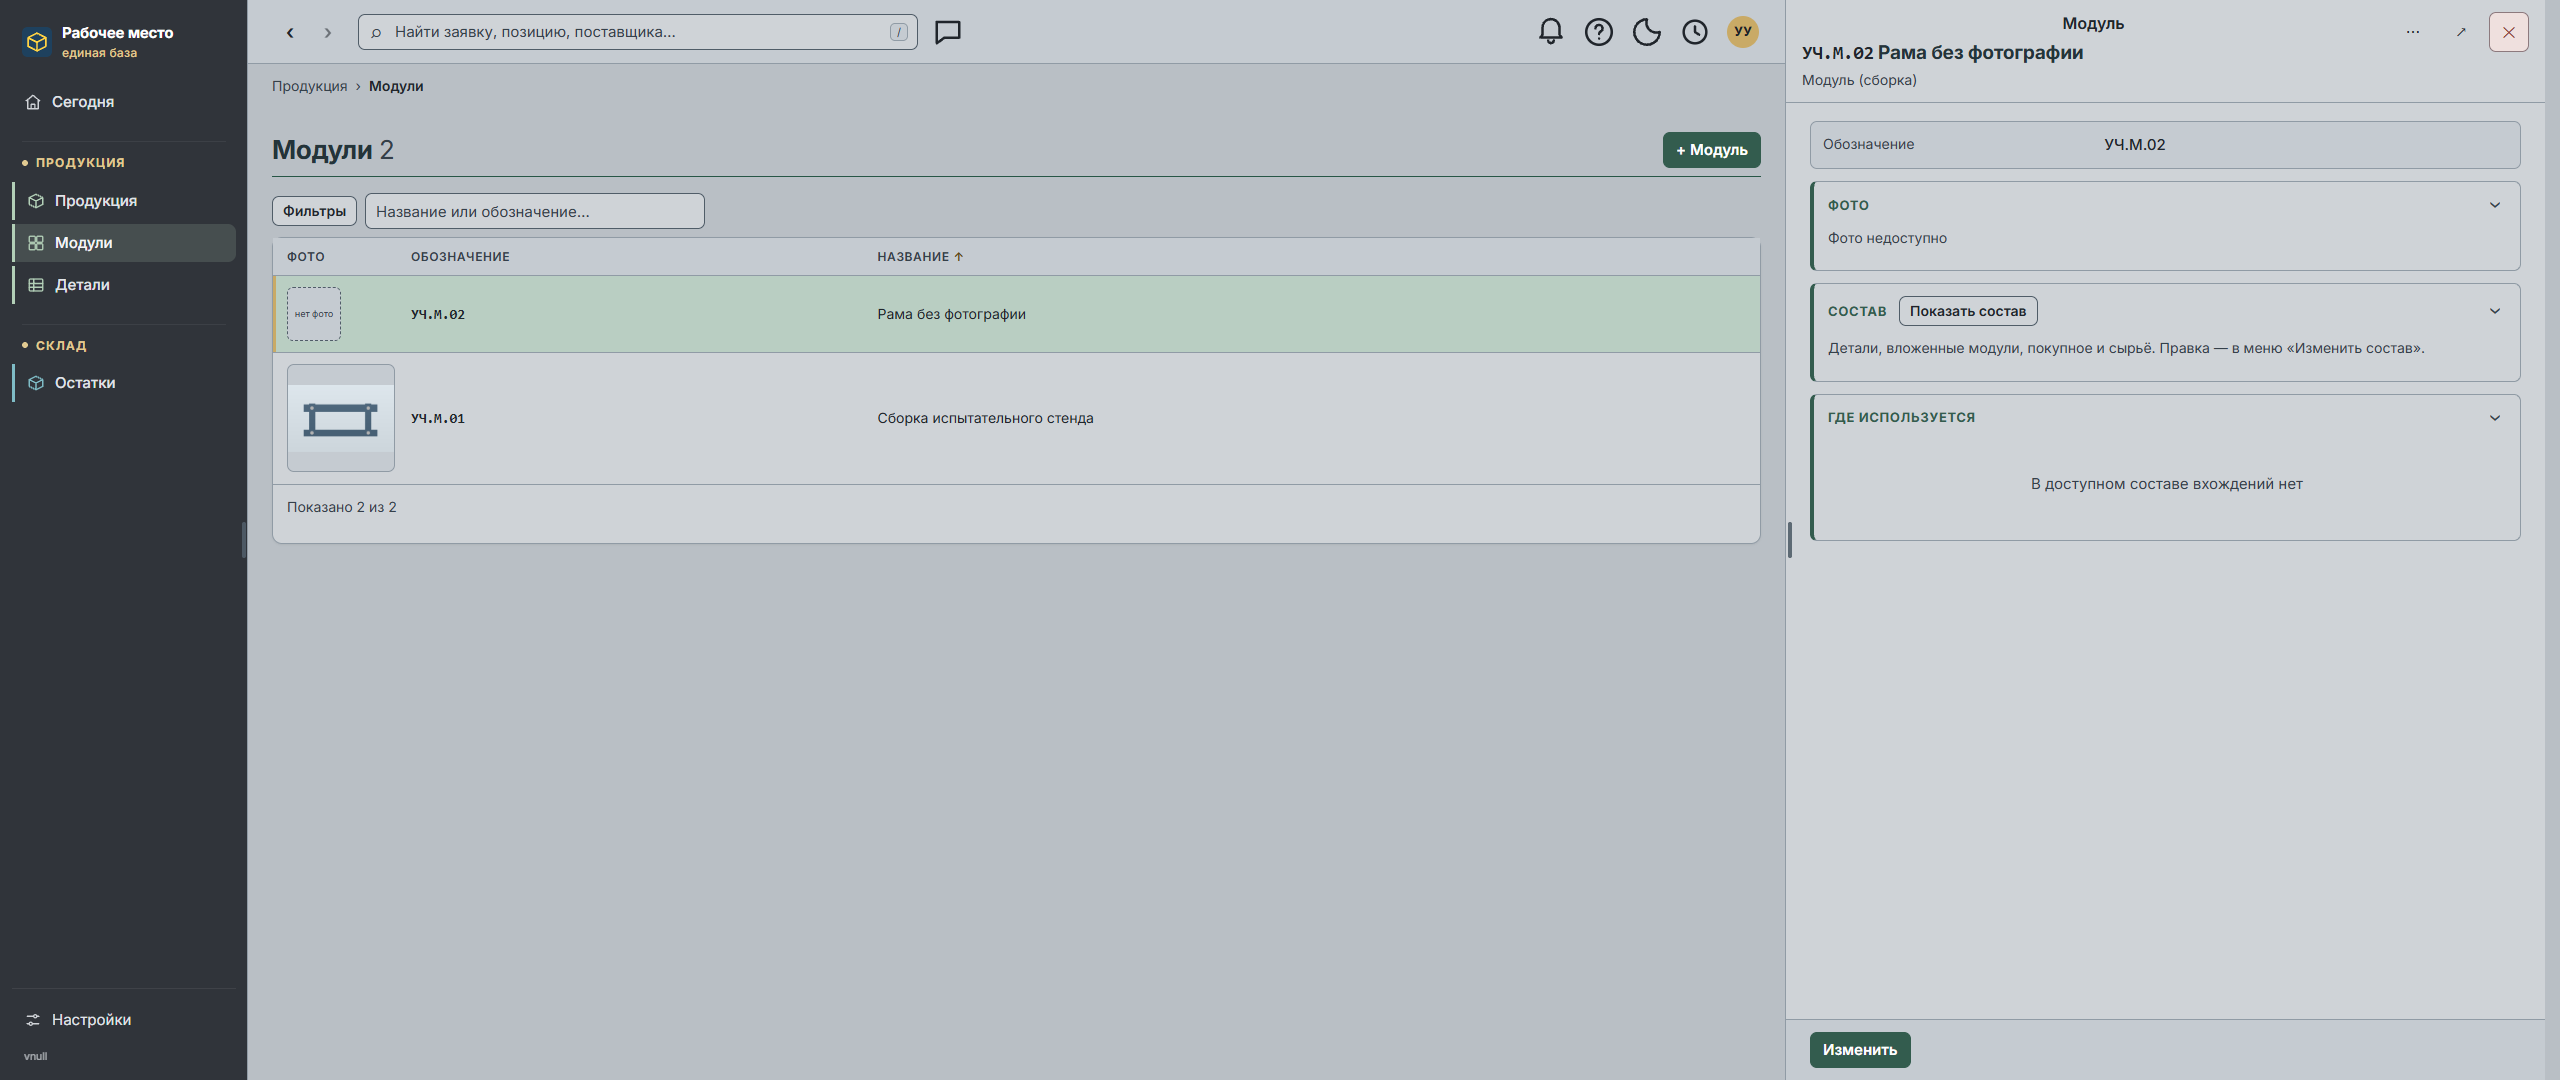 Рабочее место
единая база
Сегодня
ПРОДУКЦИЯ
Продукция
Модули
Детали
СКЛАД
Остатки
Настройки
vnull
Найти заявку, позицию, поставщика...
/
УУ
Продукция › Модули
Модули 2
+ Модуль
Фильтры
Название или обозначение...
ФОТО ОБОЗНАЧЕНИЕ НАЗВАНИЕ ↑
нет фото УЧ.М.02 Рама без фотографии
УЧ.М.01 Сборка испытательного стенда
Показано 2 из 2
Модуль
УЧ.М.02 Рама без фотографии
Модуль (сборка)
Обозначение УЧ.М.02
ФОТО
Фото недоступно
СОСТАВ Показать состав
Детали, вложенные модули, покупное и сырьё. Правка — в меню «Изменить состав».
ГДЕ ИСПОЛЬЗУЕТСЯ
В доступном составе вхождений нет
Изменить